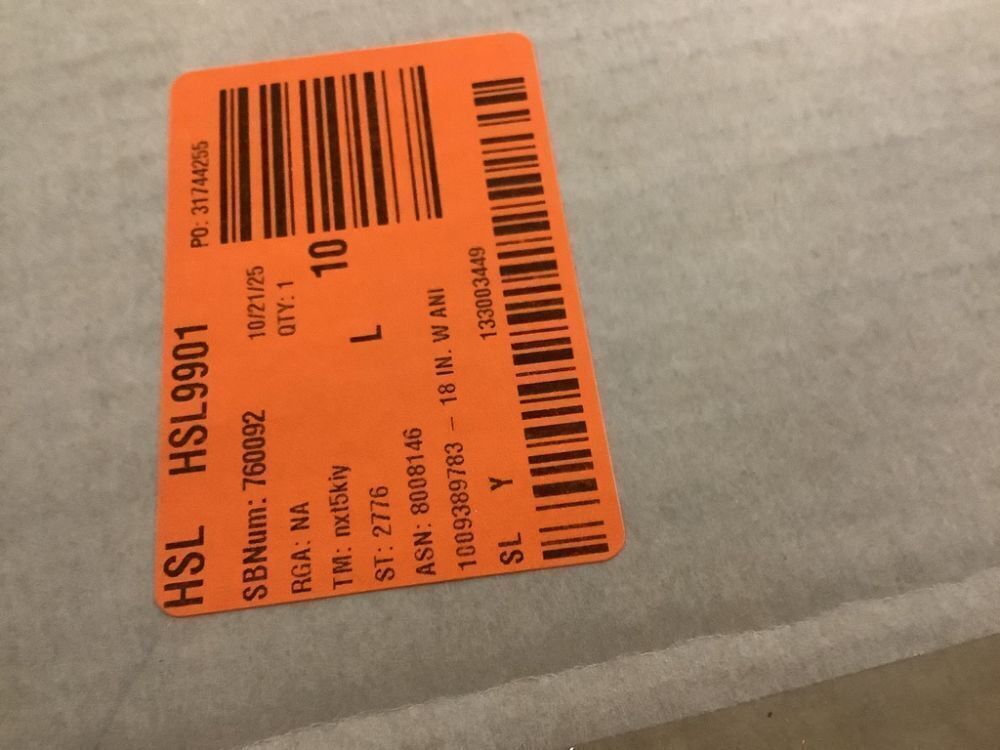 HSL HSL9901 PO: 31744255
SBNum: 760092 10/21/25
RGA: NA QTY: 1
TM: nxt5kiy 10
ST: 2776 L
ASN: 8008146
1009389783 - 18 IN. W ANI
SL Y 133003449